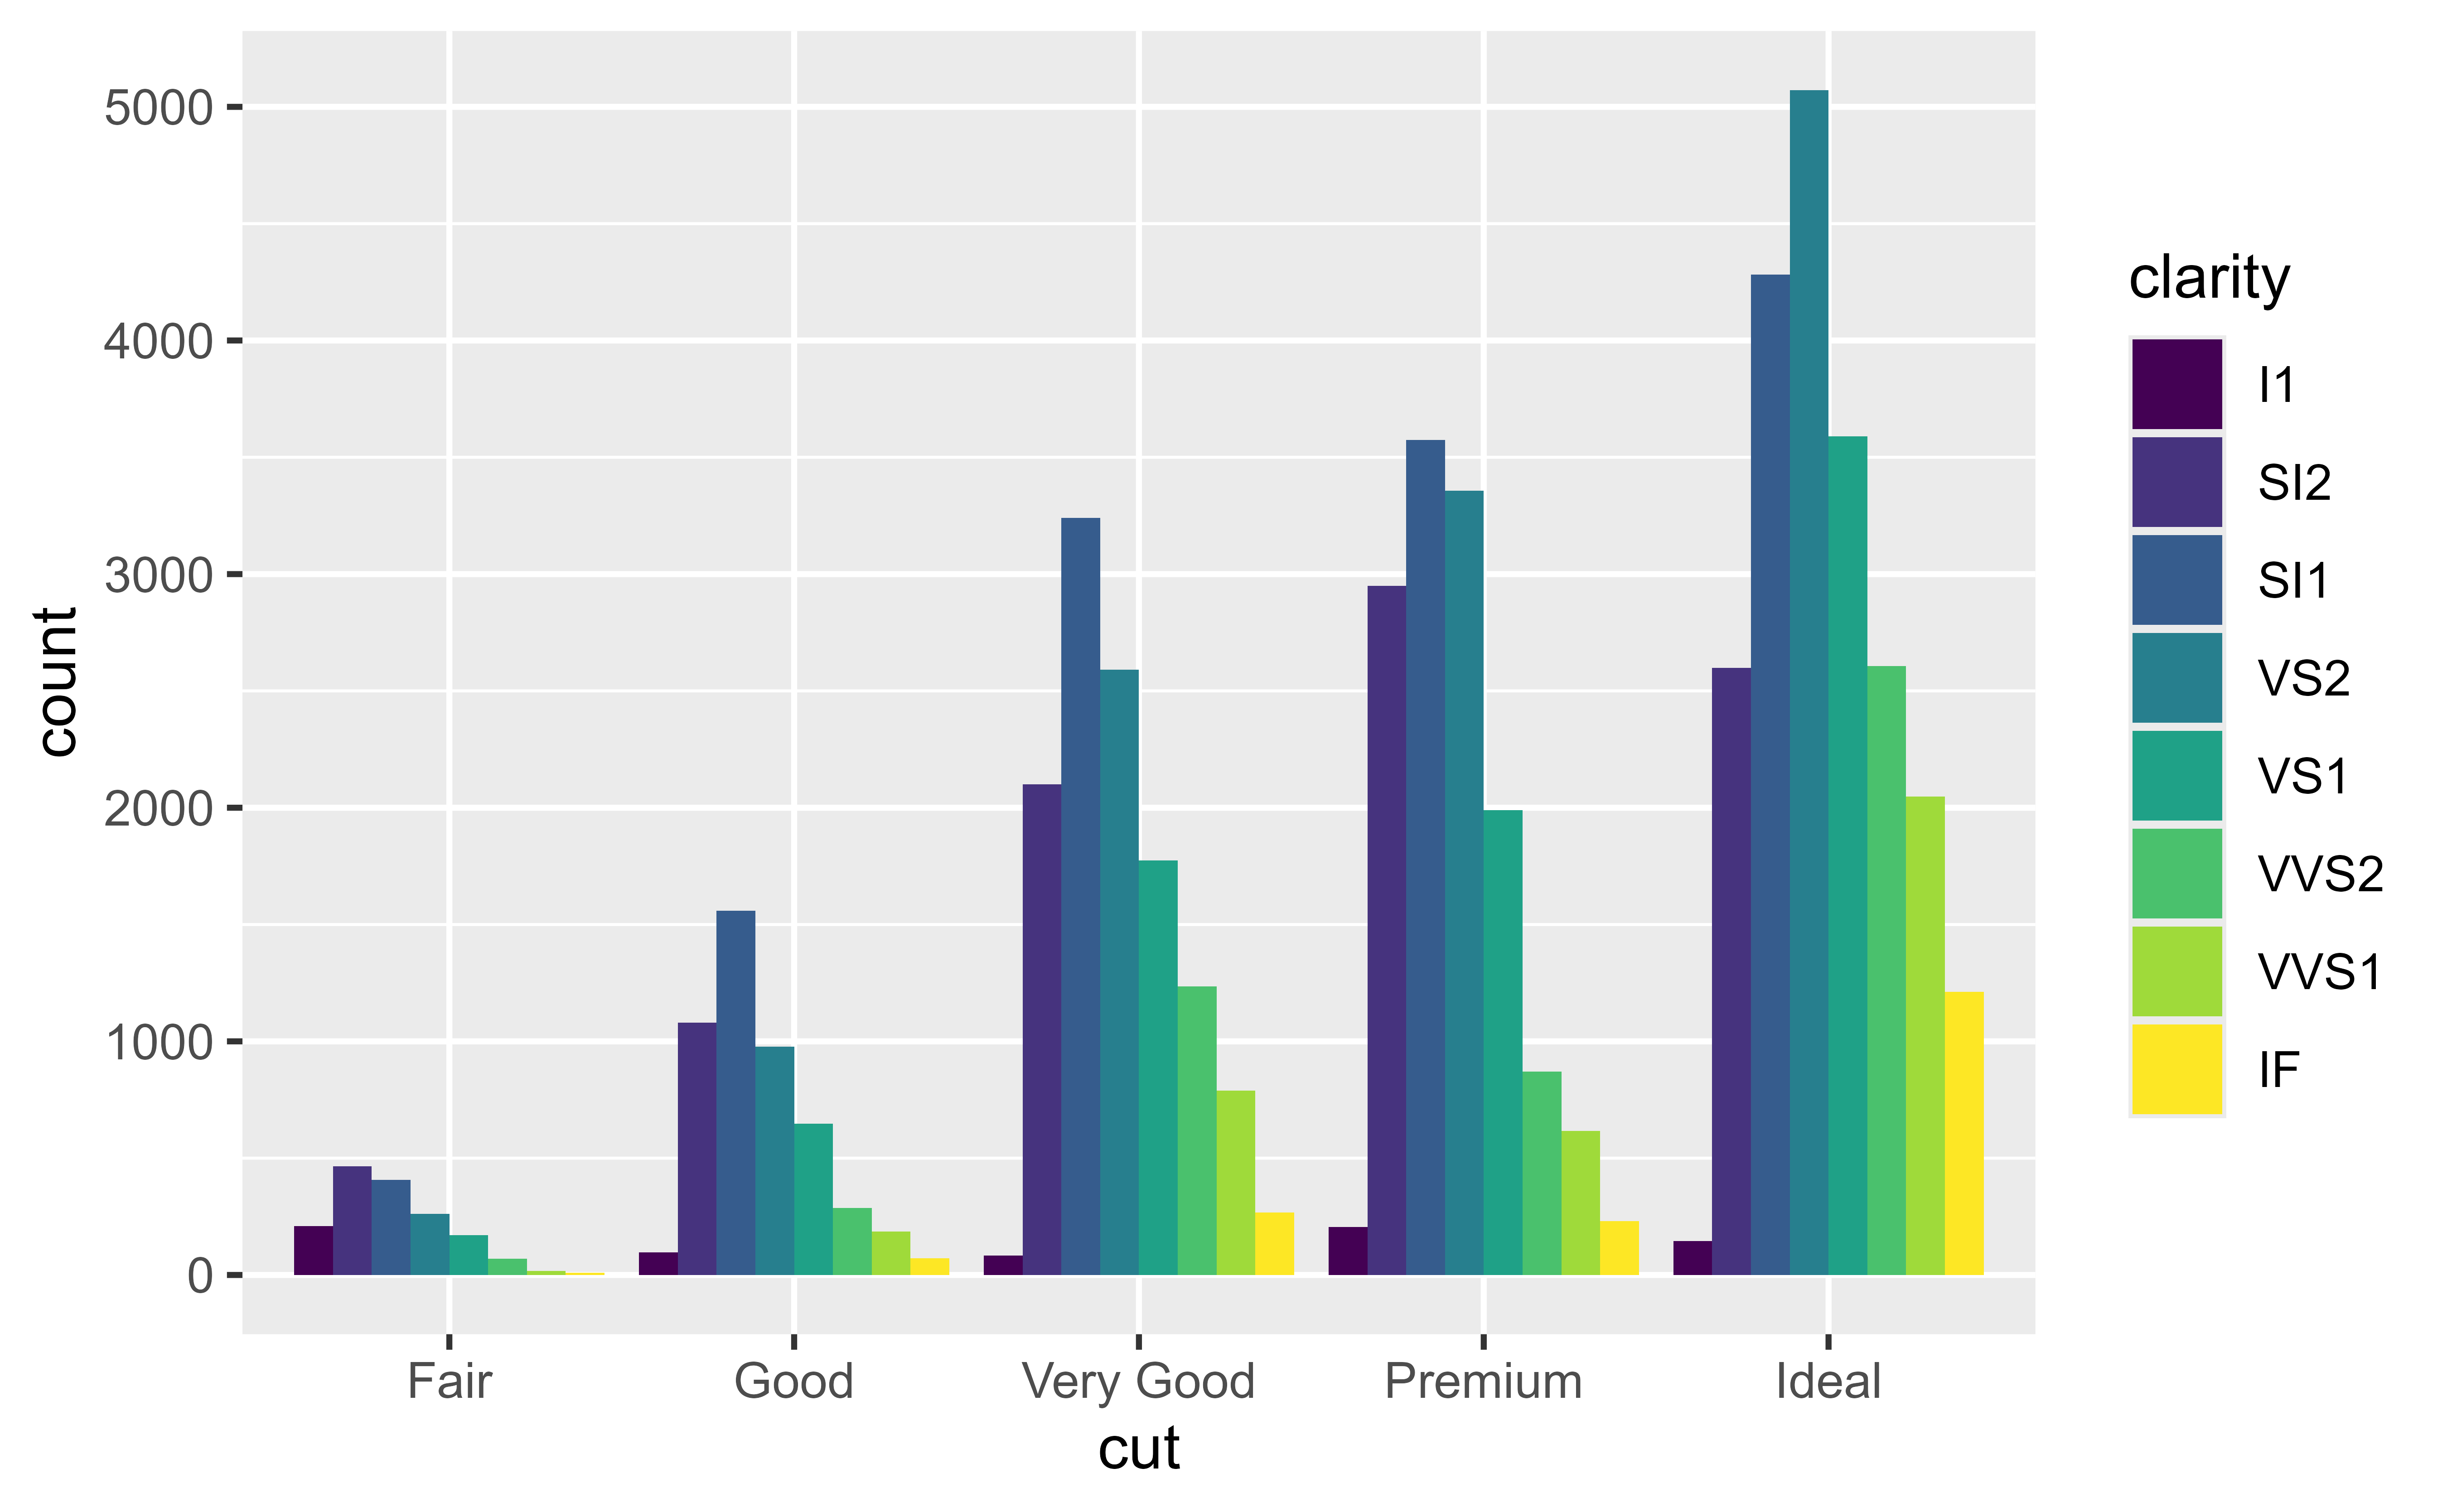 5000
4000
3000
2000
1000
0
count
Fair Good Very Good Premium Ideal
cut
clarity
I1
SI2
SI1
VS2
VS1
VVS2
VVS1
IF